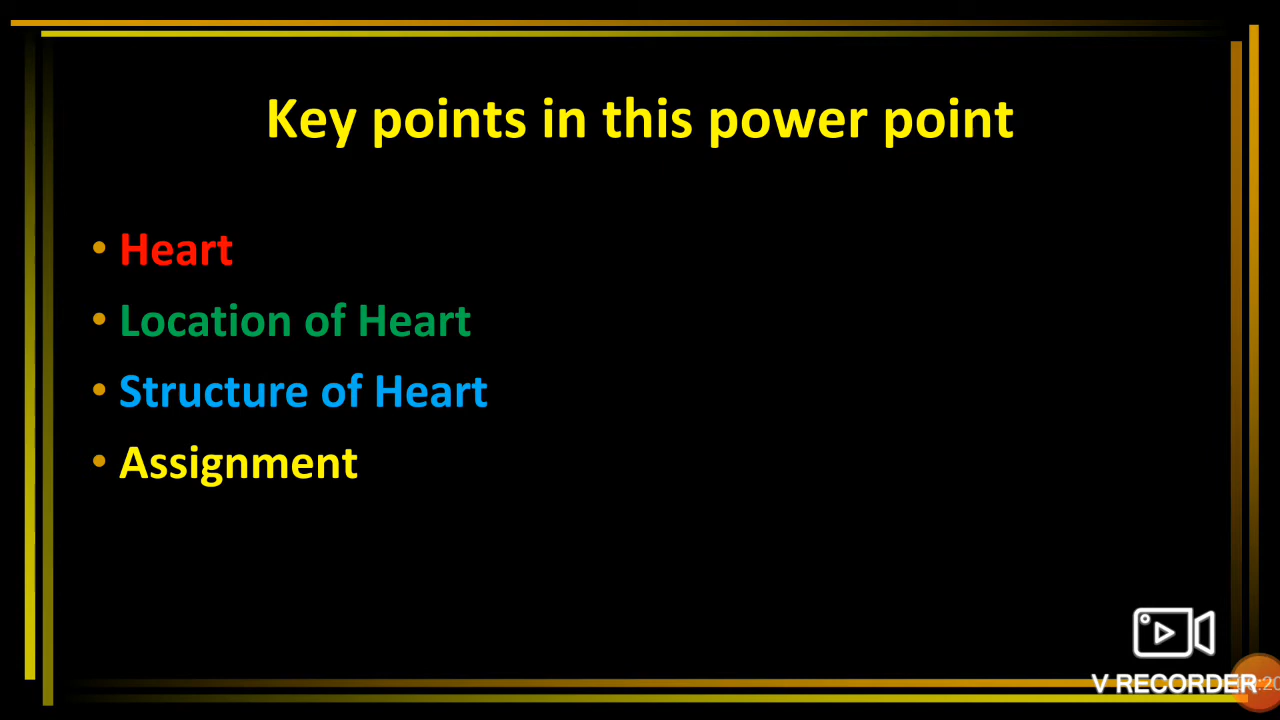 Key points in this power point
• Heart
• Location of Heart
• Structure of Heart
• Assignment
V RECORDER